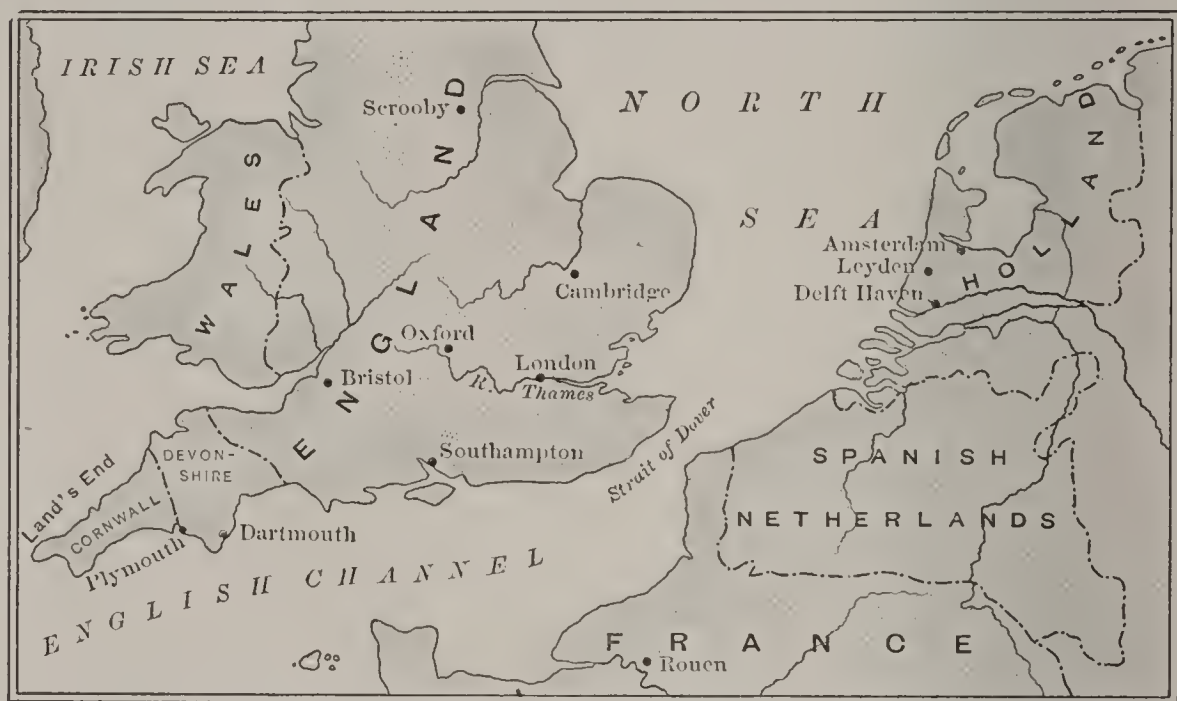 IRISH SEA
NORTH
SEA
Scrooby
ENGLAND
WALES
HOLLAND
Amsterdam
Leyden
Delft Haven
Cambridge
Oxford
London
R. Thames
Bristol
Southampton
Strait of Dover
SPANISH
NETHERLANDS
DEVON-
SHIRE
Land's End
CORNWALL
Plymouth
Dartmouth
ENGLISH CHANNEL
FRANCE
Rouen